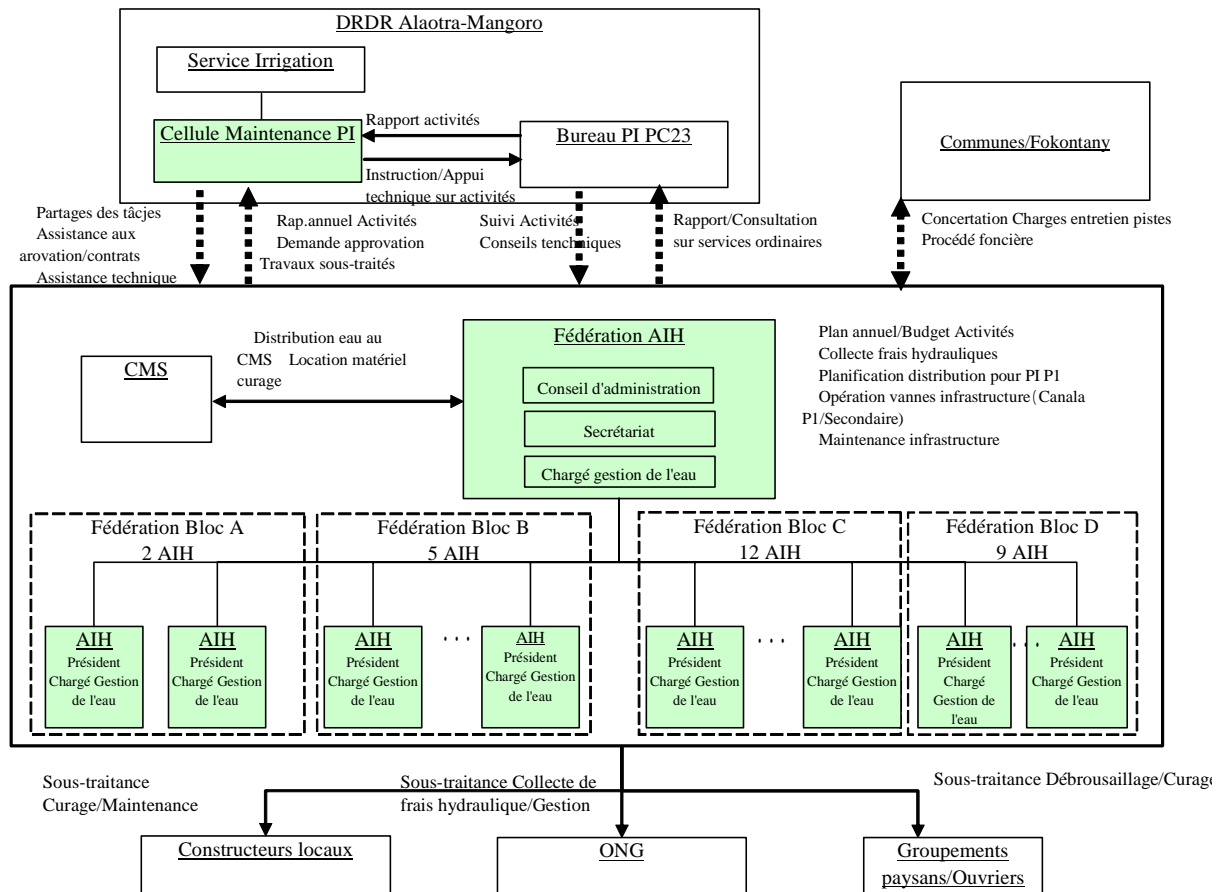 DRDR Alaotra-Mangoro
Service Irrigation
Cellule Maintenance PI
Rapport activités
Bureau PI PC23
Instruction/Appui
technique sur activités
Communes/Fokontany
Partages des tâcjes
Assistance aux
arovation/contrats
Assistance technique
Rap.annuel Activités
Demande approvation
Travaux sous-traités
Suivi Activités
Conseils tenchniques
Rapport/Consultation
sur services ordinaires
Concertation Charges entretien pistes
Procédé foncière
CMS
Distribution eau au
CMS Location matériel
curage
Fédération AIH
Conseil d'administration
Secrétariat
Chargé gestion de l'eau
Plan annuel/Budget Activités
Collecte frais hydrauliques
Planification distribution pour PI P1
Opération vannes infrastructure(Canala
P1/Secondaire)
Maintenance infrastructure
Fédération Bloc A
2 AIH
Fédération Bloc B
5 AIH
Fédération Bloc C
12 AIH
Fédération Bloc D
9 AIH
AIH
Président
Chargé Gestion
de l'eau
AIH
Président
Chargé Gestion
de l'eau
AIH
Président
Chargé Gestion
de l'eau
...
AIH
Président
Chargé Gestion
de l'eau
AIH
Président
Chargé Gestion
de l'eau
...
AIH
Président
Chargé Gestion
de l'eau
AIH
Président
Chargé
Gestion de
l'eau
...
AIH
Président
Chargé Gestion
de l'eau
Sous-traitance
Curage/Maintenance
Sous-traitance Collecte de
frais hydraulique/Gestion
Sous-traitance Débrousaillage/Curage
Constructeurs locaux
ONG
Groupements
paysans/Ouvriers